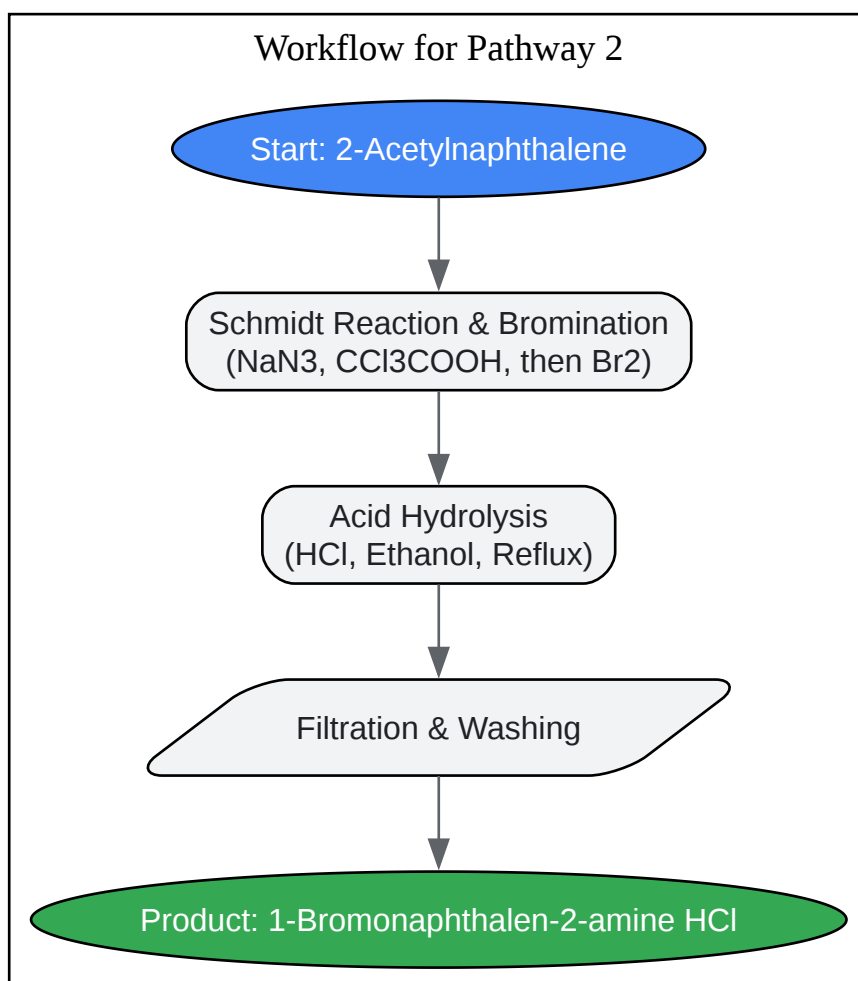 Workflow for Pathway 2
Start: 2-Acetylnaphthalene
Schmidt Reaction & Bromination
(NaN3, CCl3COOH, then Br2)
Acid Hydrolysis
(HCl, Ethanol, Reflux)
Filtration & Washing
Product: 1-Bromonaphthalen-2-amine HCl